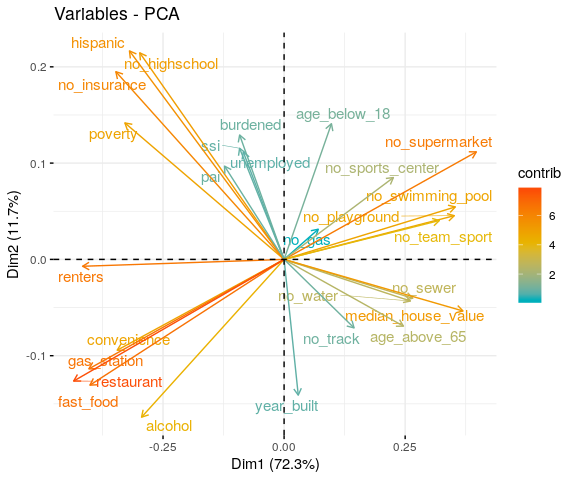 Variables - PCA
hispanic
no_highschool
no_insurance
poverty
burdened
age_below_18
ssi
unemployed
pai
no_supermarket
no_sports_center
no_swimming_pool
no_playground
no_team_sport
no_gas
renters
no_sewer
no_water
median_house_value
no_track
age_above_65
convenience
gas_station
restaurant
fast_food
alcohol
year_built
contrib
6
4
2
0.2
0.1
0.0
-0.1
Dim2 (11.7%)
-0.25
0.00
0.25
Dim1 (72.3%)